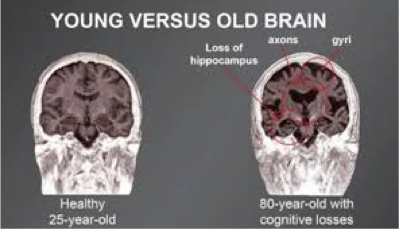 YOUNG VERSUS OLD BRAIN
Loss of
hippocampus
axons
gyri
Healthy
25-year-old
80-year-old with
cognitive losses